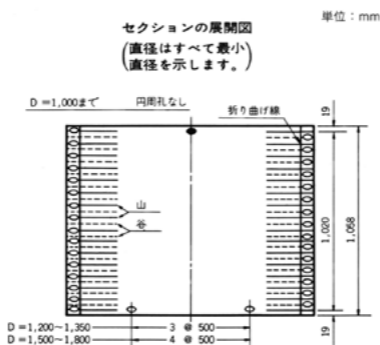 単位：mm
セクションの展開図
(直径はすべて最小
直径を示します。)
D＝1,000まで 円周孔なし
折り曲げ線
19
山
谷
1,020
1,058
19
D＝1,200~1,350 3 @ 500
D＝1,500~1,800 4 @ 500